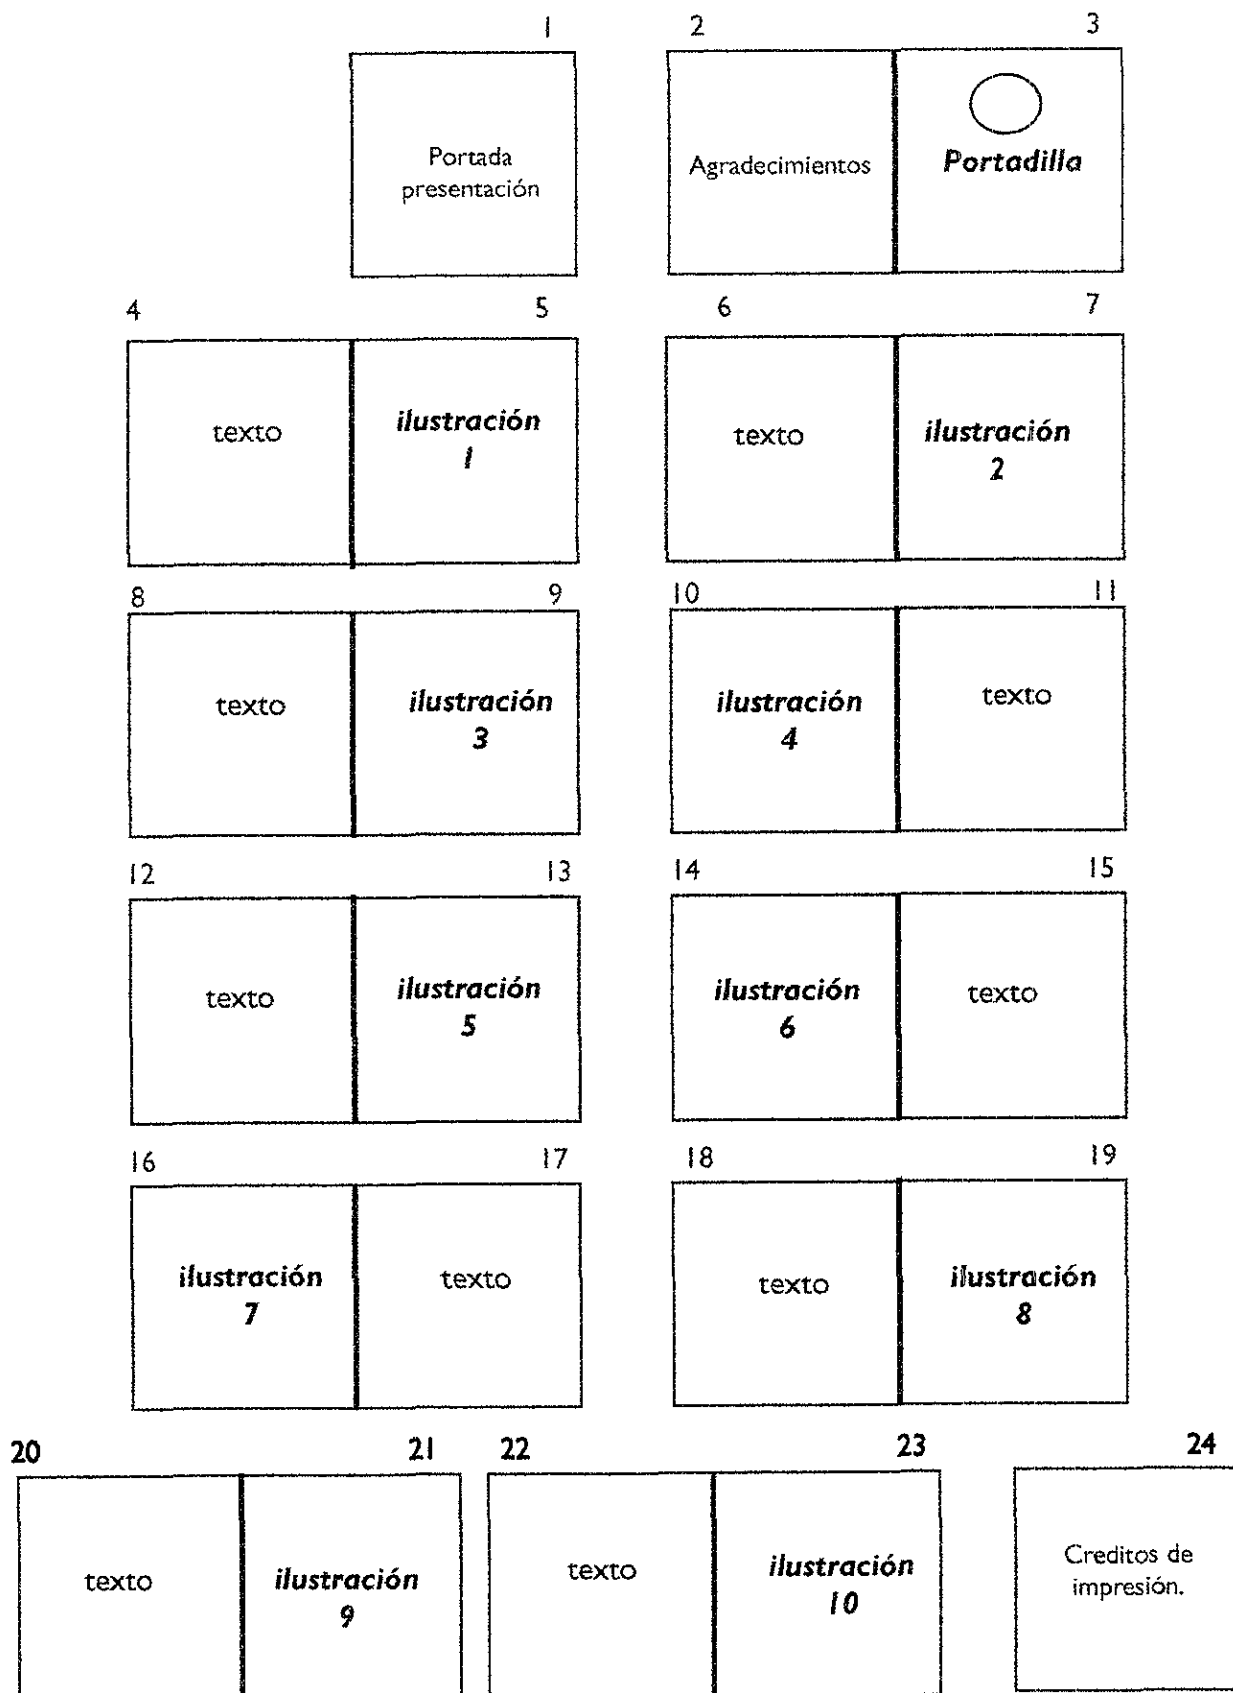 1
2
3
Portada
presentación
Agradecimientos
Portadilla
4
5
6
7
texto
ilustración
1
texto
ilustración
2
8
9
10
11
texto
ilustración
3
ilustración
4
texto
12
13
14
15
texto
ilustración
5
ilustración
6
texto
16
17
18
19
ilustración
7
texto
texto
ilustración
8
20
21
22
23
24
texto
ilustración
9
texto
ilustración
10
Creditos de
impresión.